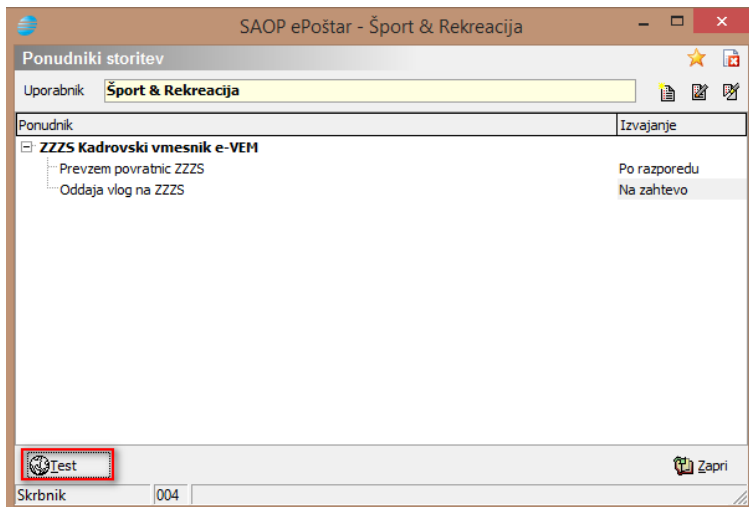 SAOP ePoštar - Šport & Rekreacija
Ponudniki storitev
Uporabnik Šport & Rekreacija
Ponudnik Izvajanje
ZZZS Kadrovski vmesnik e-VEM
Prevzem povratnic ZZZS Po razporedu
Oddaja vlog na ZZZS Na zahtevo
Test Zapri
Skrbnik 004